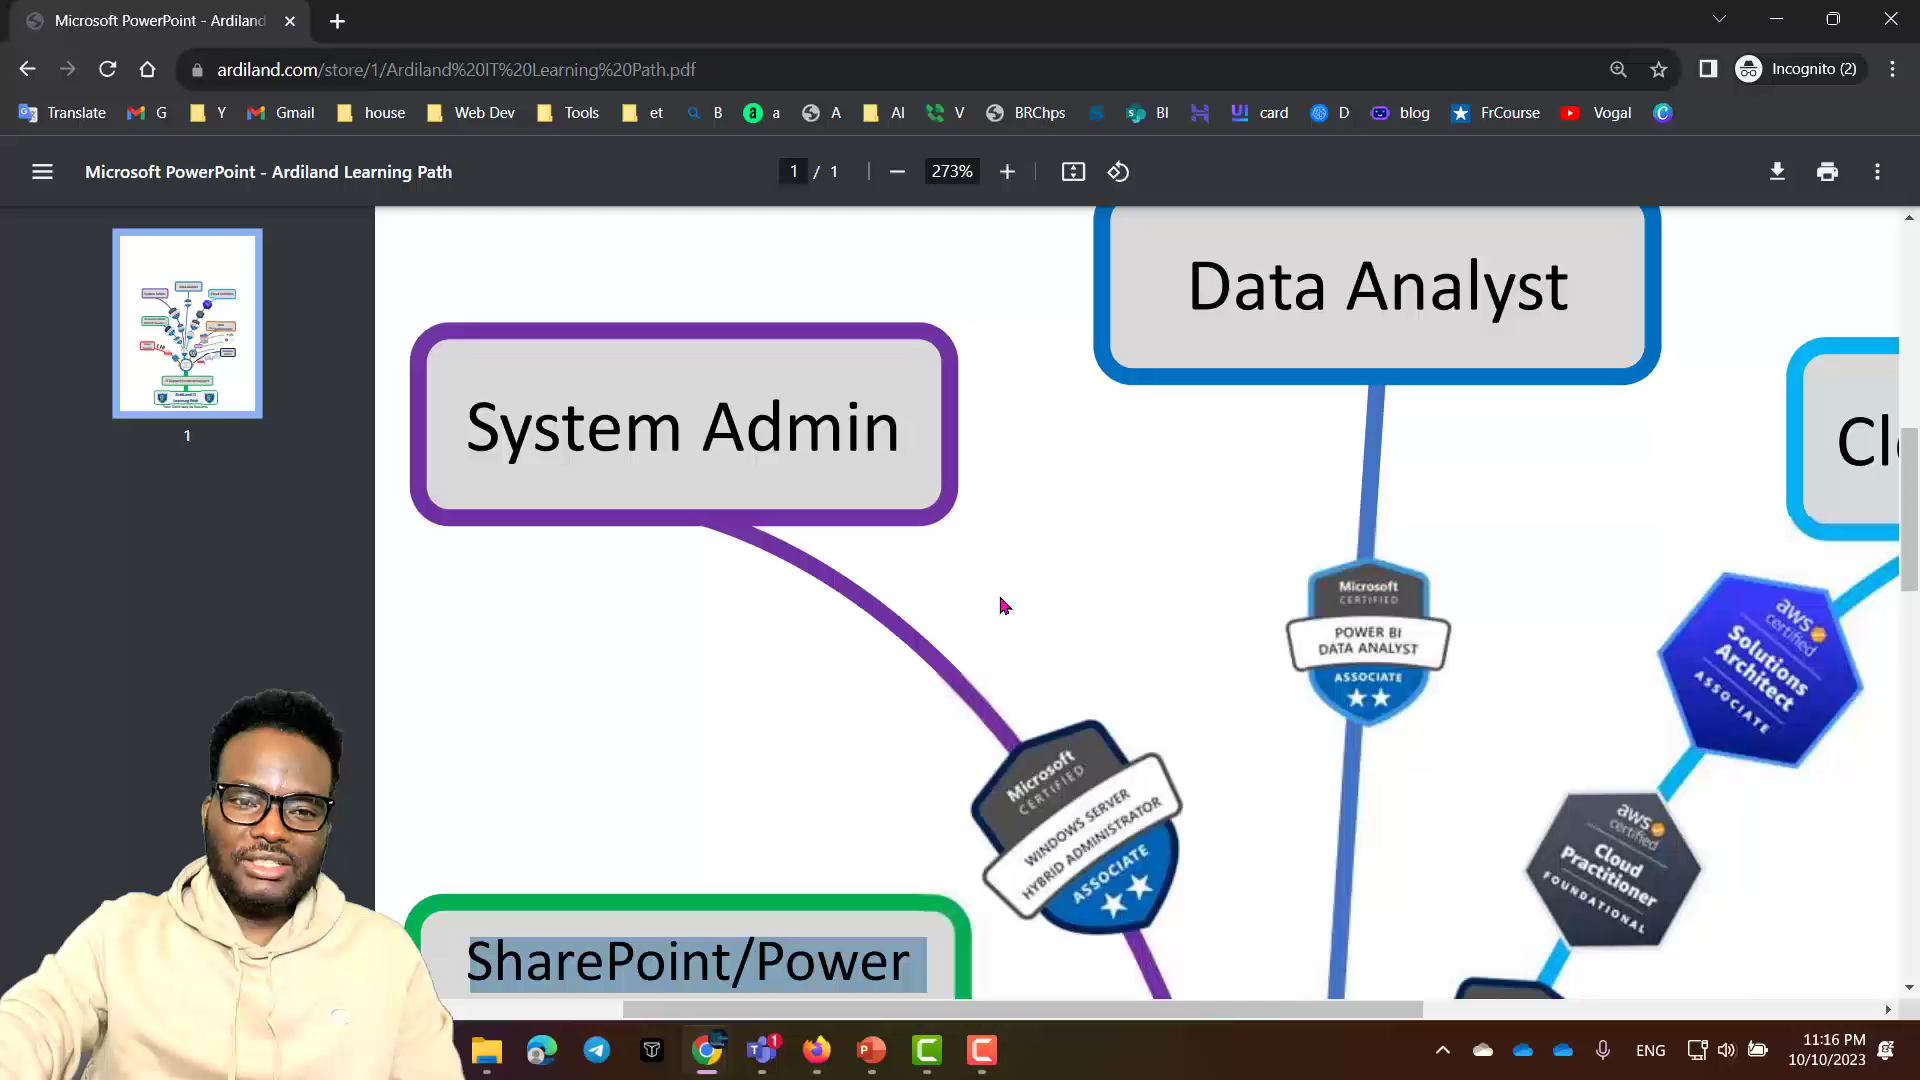 Microsoft PowerPoint - Ardiland
ardiland.com/store/1/Ardiland%20IT%20Learning%20Path.pdf
Incognito (2)
Translate
G
Y
Gmail
house
Web Dev
Tools
et
B
a
A
AI
V
BRChps
BI
card
D
blog
FrCourse
Vogal
Microsoft PowerPoint - Ardiland Learning Path
1 / 1
273%
Data Analyst
System Admin
Microsoft
CERTIFIED
POWER BI
DATA ANALYST
ASSOCIATE
aws
certified
Solutions
Architect
ASSOCIATE
Microsoft
CERTIFIED
WINDOWS SERVER
HYBRID ADMINISTRATOR
ASSOCIATE
aws
certified
Cloud
Practitioner
FOUNDATIONAL
SharePoint/Power
1
ENG
11:16 PM
10/10/2023